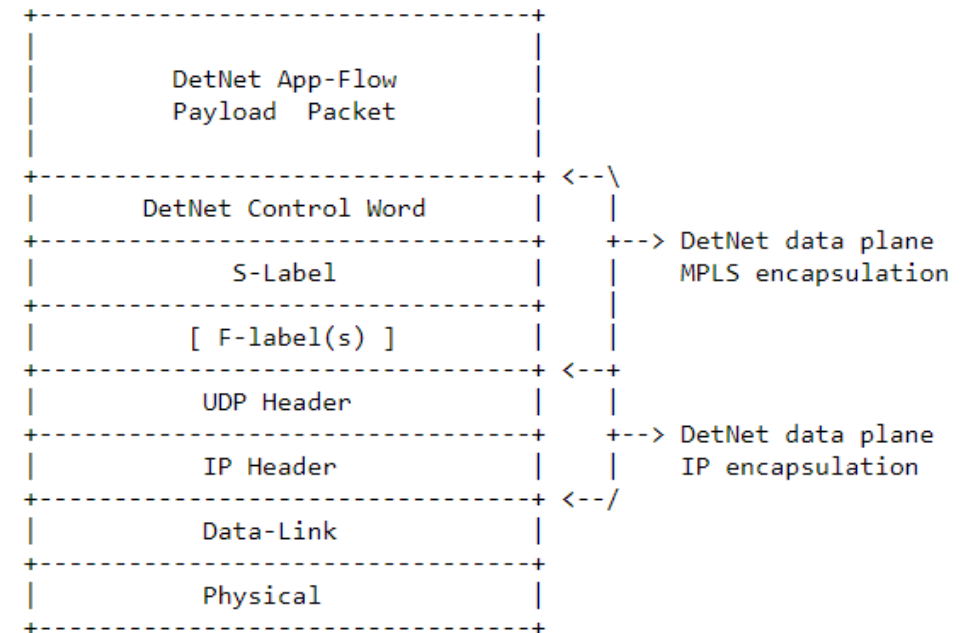 DetNet App-Flow
Payload Packet
DetNet Control Word
S-Label
DetNet data plane
MPLS encapsulation
[ F-label(s) ]
UDP Header
IP Header
DetNet data plane
IP encapsulation
Data-Link
Physical